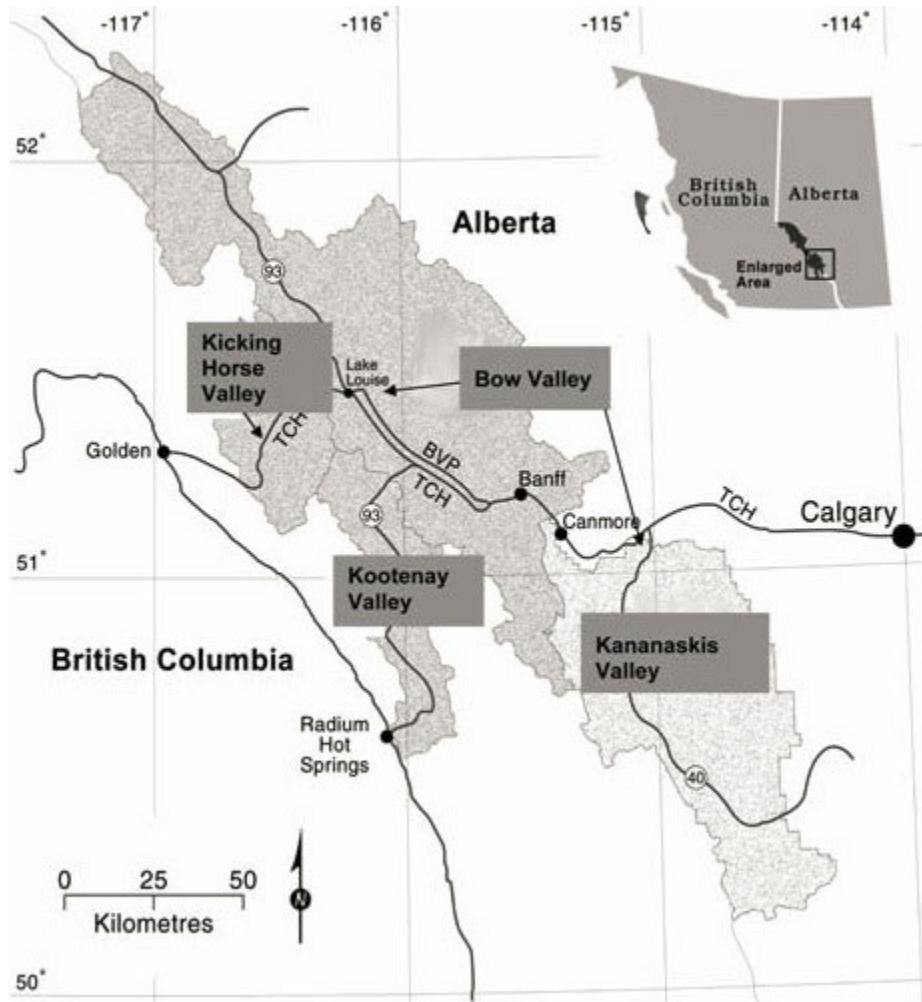 -117°
-116°
-115°
-114°
52°
British
Columbia
Alberta
Enlarged
Area
Alberta
93
Kicking
Horse
Valley
Lake
Louise
Bow Valley
TCH
Golden
BVP
TCH
Banff
TCH
Calgary
93
Canmore
51°
Kootenay
Valley
British Columbia
Kananaskis
Valley
Radium
Hot
Springs
40
0 25 50
Kilometres
N
50°